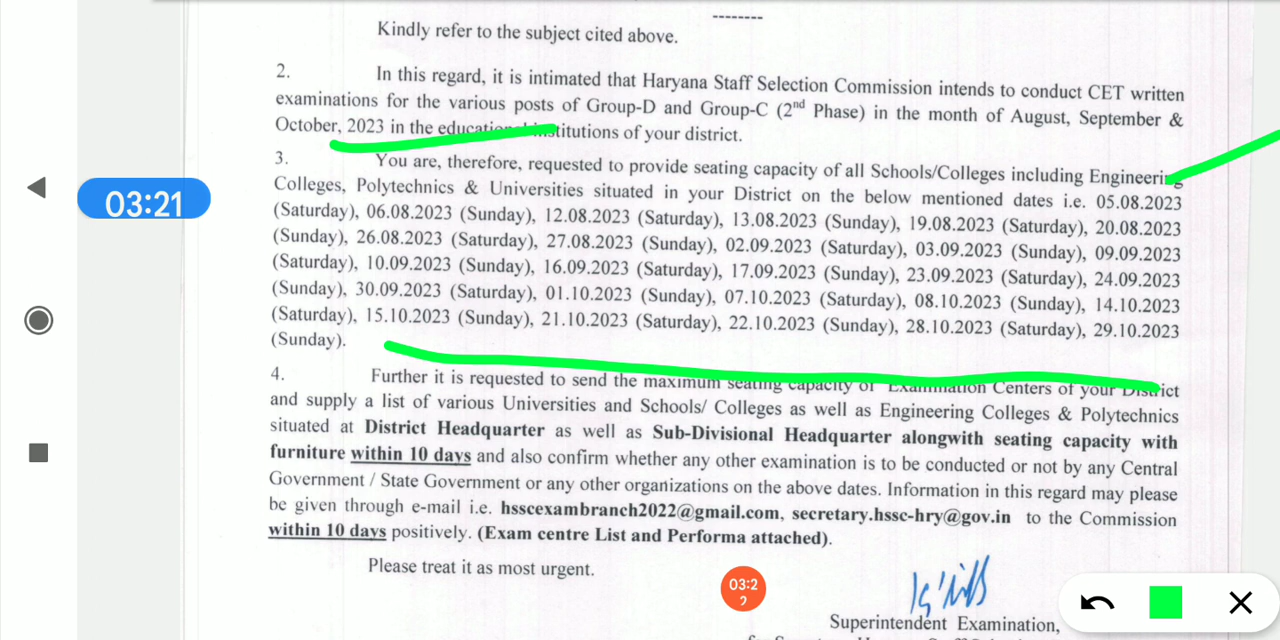 --------
Kindly refer to the subject cited above.
2. In this regard, it is intimated that Haryana Staff Selection Commission intends to conduct CET written
examinations for the various posts of Group-D and Group-C (2nd Phase) in the month of August, September &
October, 2023 in the educational institutions of your district.
3. You are, therefore, requested to provide seating capacity of all Schools/Colleges including Engineering
Colleges, Polytechnics & Universities situated in your District on the below mentioned dates i.e. 05.08.2023
(Saturday), 06.08.2023 (Sunday), 12.08.2023 (Saturday), 13.08.2023 (Sunday), 19.08.2023 (Saturday), 20.08.2023
(Sunday), 26.08.2023 (Saturday), 27.08.2023 (Sunday), 02.09.2023 (Saturday), 03.09.2023 (Sunday), 09.09.2023
(Saturday), 10.09.2023 (Sunday), 16.09.2023 (Saturday), 17.09.2023 (Sunday), 23.09.2023 (Saturday), 24.09.2023
(Sunday), 30.09.2023 (Saturday), 01.10.2023 (Sunday), 07.10.2023 (Saturday), 08.10.2023 (Sunday), 14.10.2023
(Saturday), 15.10.2023 (Sunday), 21.10.2023 (Saturday), 22.10.2023 (Sunday), 28.10.2023 (Saturday), 29.10.2023
(Sunday).
4. Further it is requested to send the maximum seating capacity of Examination Centers of your District
and supply a list of various Universities and Schools/ Colleges as well as Engineering Colleges & Polytechnics
situated at District Headquarter as well as Sub-Divisional Headquarter alongwith seating capacity with
furniture within 10 days and also confirm whether any other examination is to be conducted or not by any Central
Government / State Government or any other organizations on the above dates. Information in this regard may please
be given through e-mail i.e. hsscexambranch2022@gmail.com, secretary.hssc-hry@gov.in to the Commission
within 10 days positively. (Exam centre List and Performa attached).
Please treat it as most urgent.
Superintendent Examination,
03:21
03:2
2